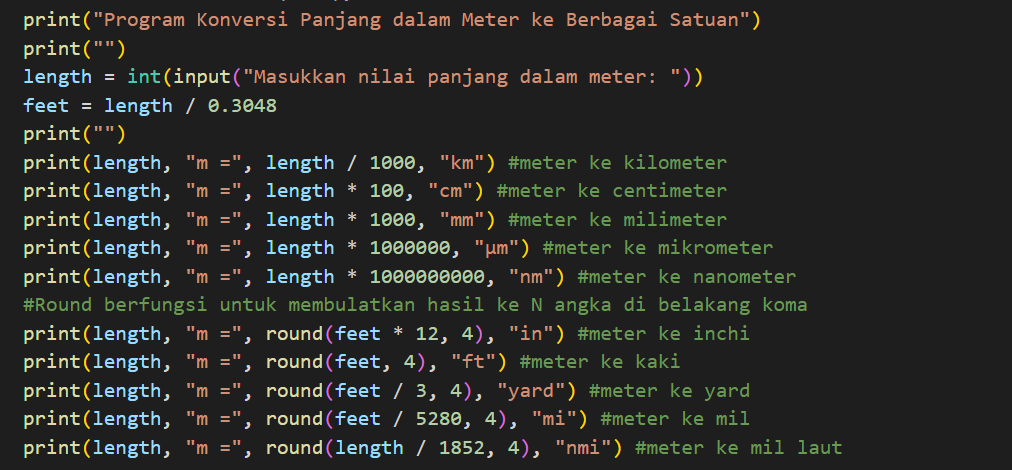 print("Program Konversi Panjang dalam Meter ke Berbagai Satuan")
print("")
length = int(input("Masukkan nilai panjang dalam meter: "))
feet = length / 0.3048
print("")
print(length, "m =", length / 1000, "km") #meter ke kilometer
print(length, "m =", length * 100, "cm") #meter ke centimeter
print(length, "m =", length * 1000, "mm") #meter ke milimeter
print(length, "m =", length * 1000000, "µm") #meter ke mikrometer
print(length, "m =", length * 1000000000, "nm") #meter ke nanometer
#Round berfungsi untuk membulatkan hasil ke N angka di belakang koma
print(length, "m =", round(feet * 12, 4), "in") #meter ke inchi
print(length, "m =", round(feet, 4), "ft") #meter ke kaki
print(length, "m =", round(feet / 3, 4), "yard") #meter ke yard
print(length, "m =", round(feet / 5280, 4), "mi") #meter ke mil
print(length, "m =", round(length / 1852, 4), "nmi") #meter ke mil laut